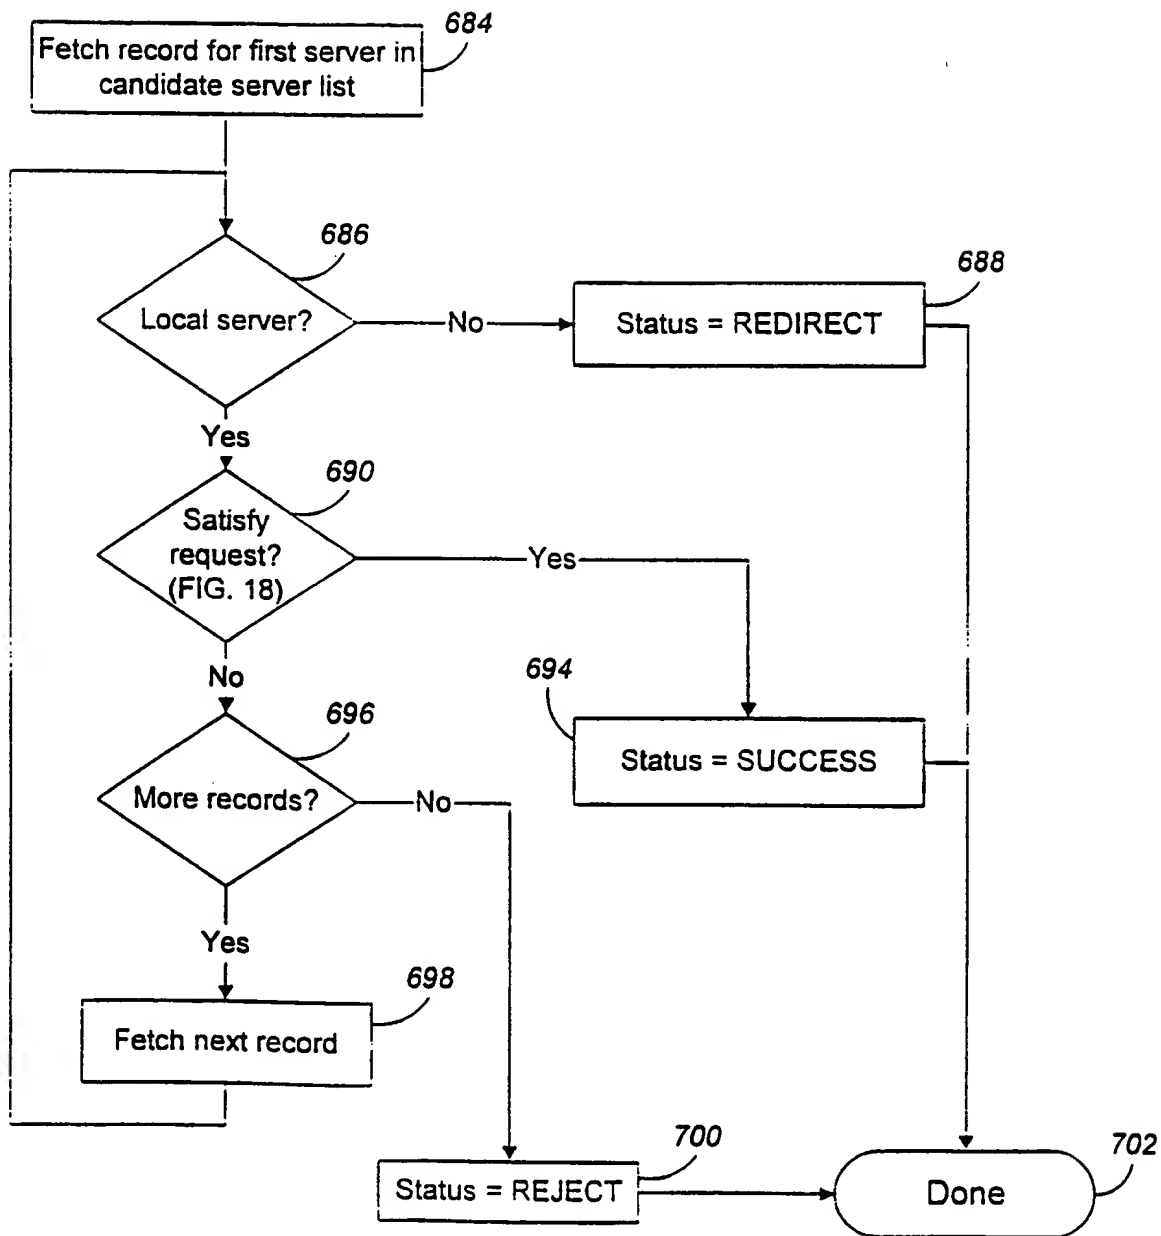 684
Fetch record for first server in
candidate server list
686
Local server?
No
688
Status = REDIRECT
Yes
690
Satisfy
request?
(FIG. 18)
Yes
No
694
Status = SUCCESS
696
More records?
No
Yes
698
Fetch next record
700
Status = REJECT
702
Done